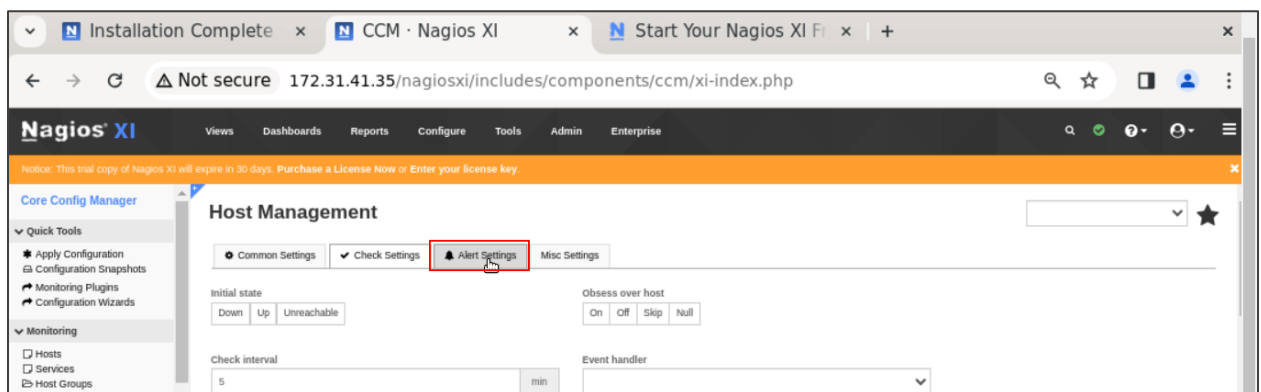 Installation Complete
CCM · Nagios XI
Start Your Nagios XI Fr
Not secure 172.31.41.35/nagiosxi/includes/components/ccm/xi-index.php
Nagios XI Views Dashboards Reports Configure Tools Admin Enterprise
Notice: This trial copy of Nagios XI will expire in 30 days. Purchase a License Now or Enter your license key.
Core Config Manager
Quick Tools
Apply Configuration
Configuration Snapshots
Monitoring Plugins
Configuration Wizards
Monitoring
Hosts
Services
Host Groups
Host Management
Common Settings Check Settings Alert Settings Misc Settings
Initial state
Down Up Unreachable
Obsess over host
On Off Skip Null
Check interval
5 min
Event handler